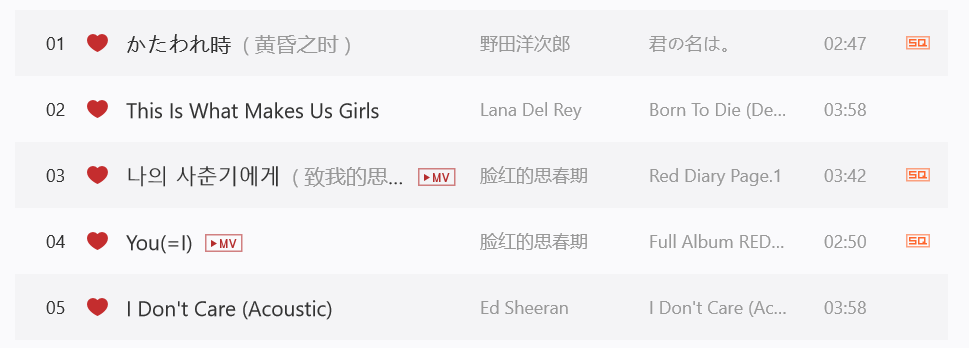 01 かたわれ時 ( 黄昏之时 ) 野田洋次郎 君の名は。 02:47 SQ
02 This Is What Makes Us Girls Lana Del Rey Born To Die (De... 03:58
03 나의 사춘기에게 ( 致我的思... MV 脸红的思春期 Red Diary Page.1 03:42 SQ
04 You(=I) MV 脸红的思春期 Full Album RED... 02:50 SQ
05 I Don't Care (Acoustic) Ed Sheeran I Don't Care (Ac... 03:58